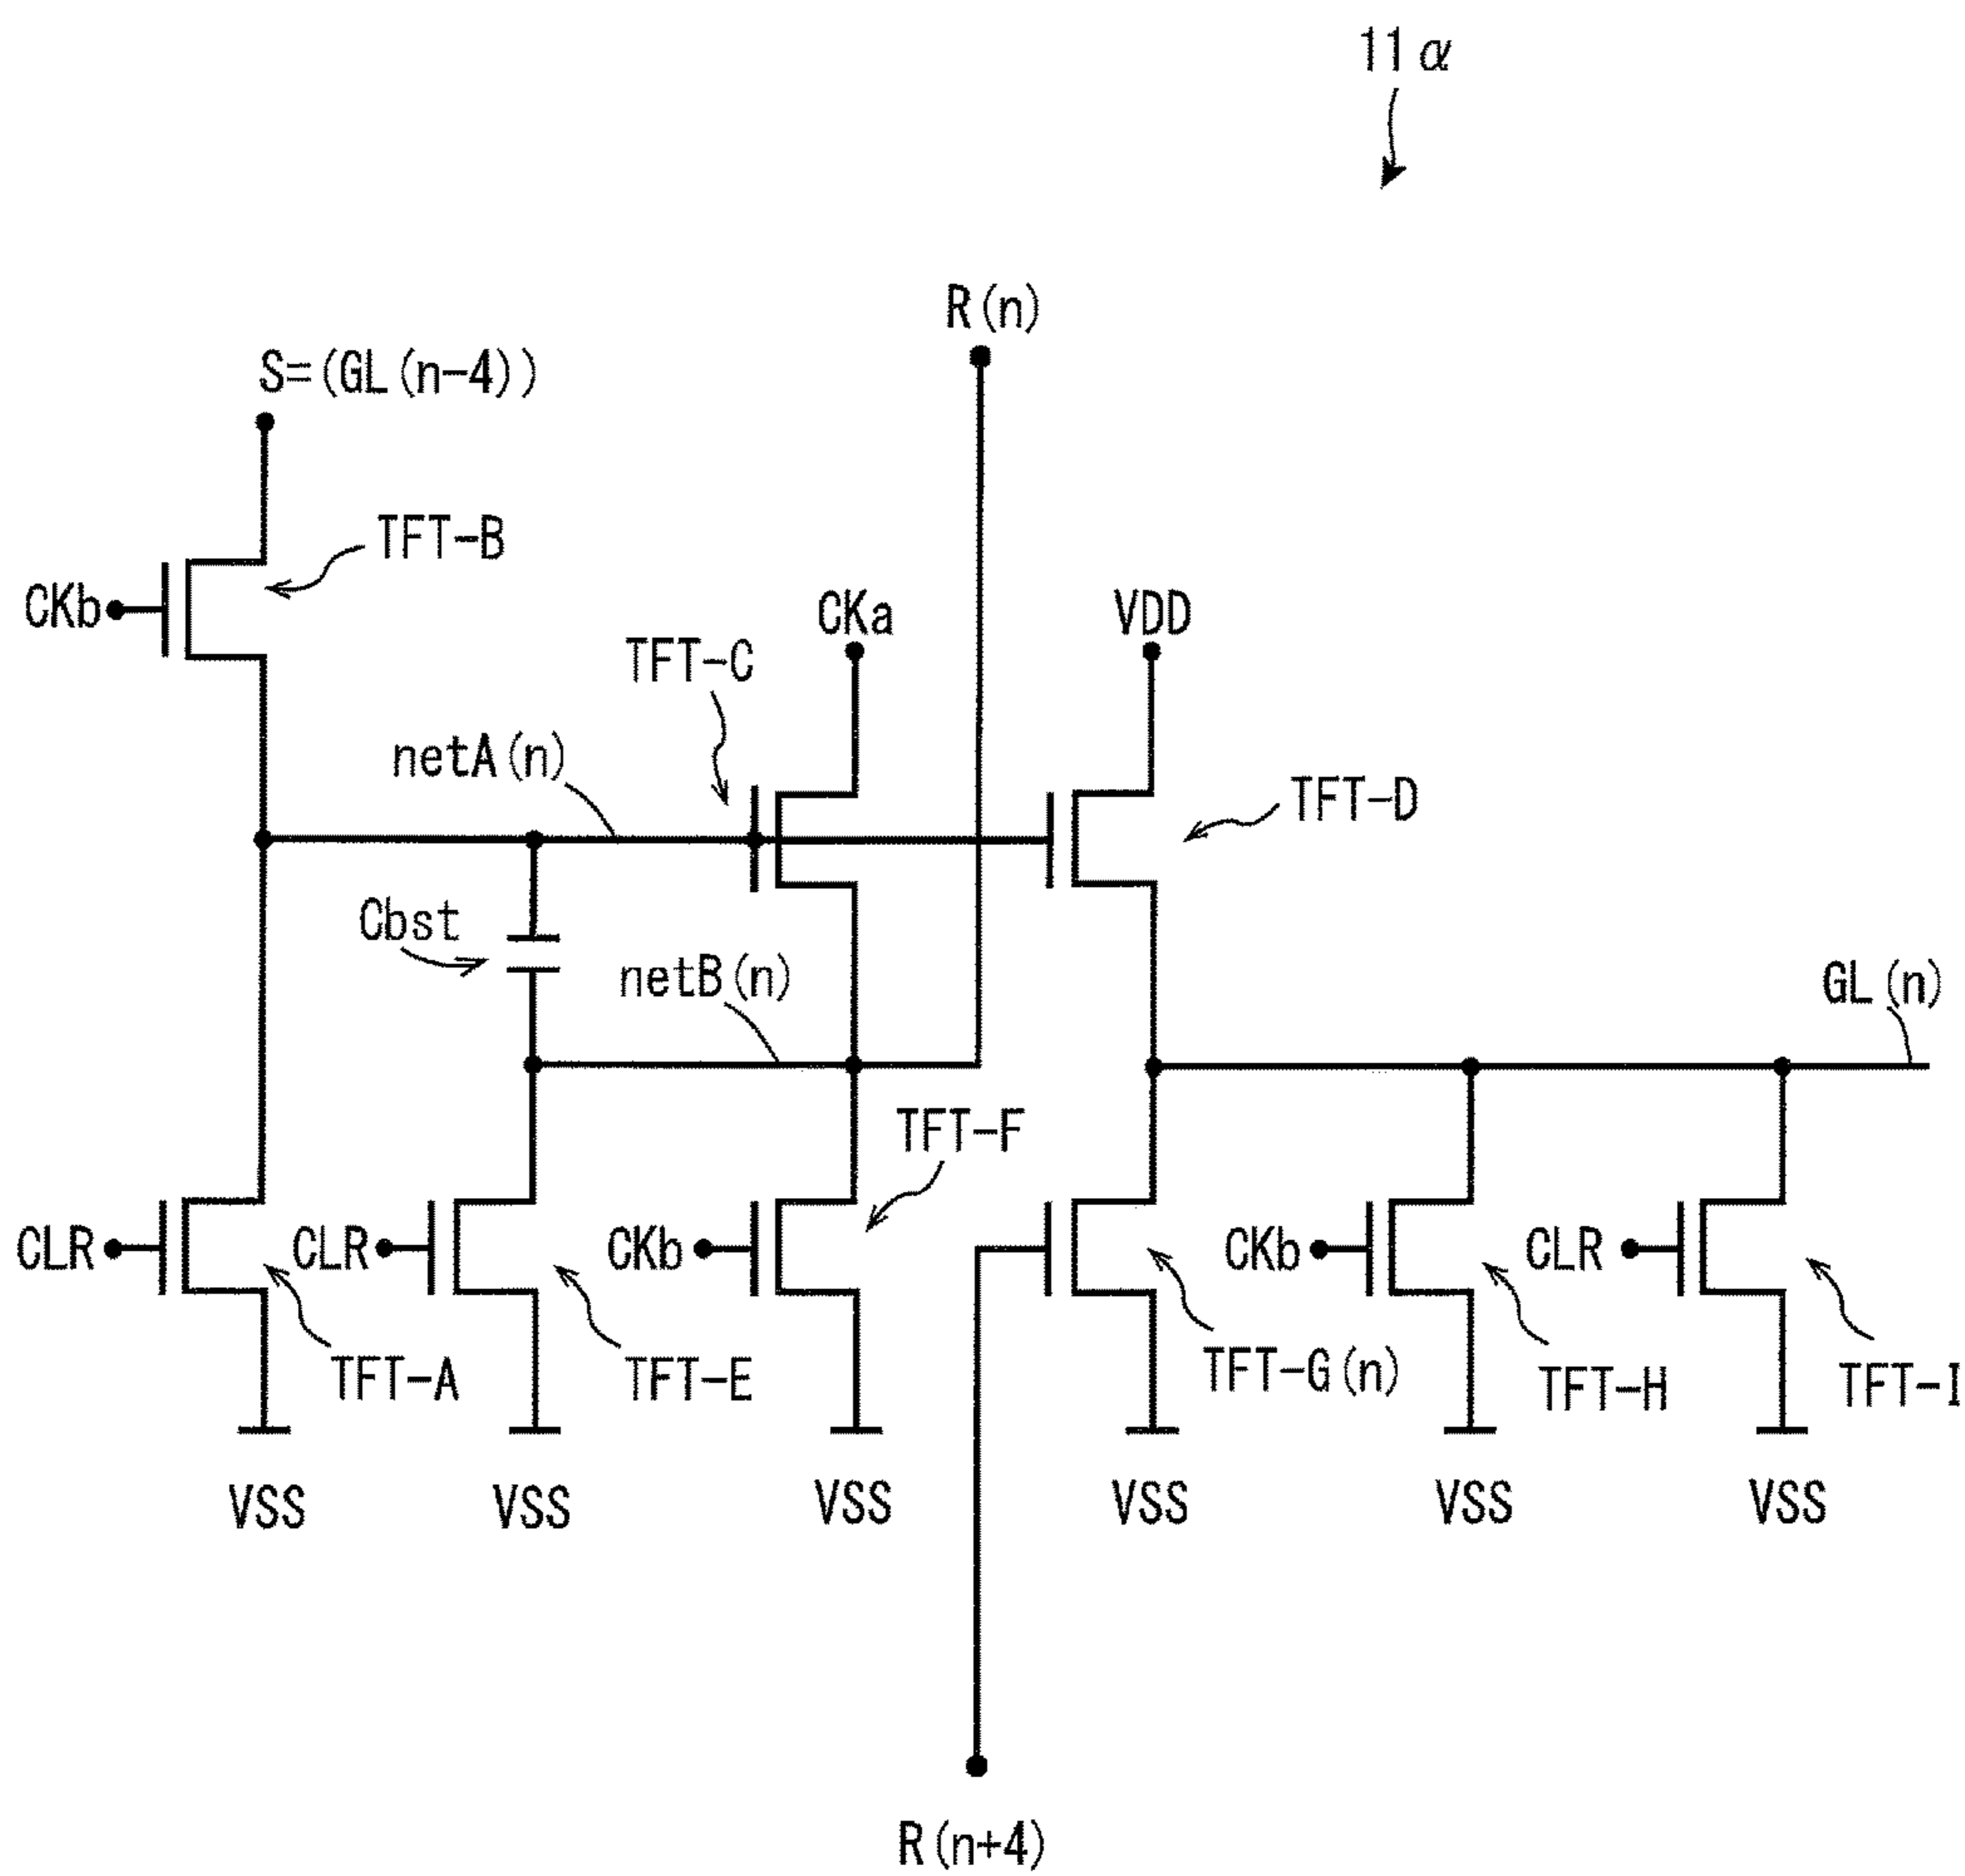 11α
R(n)
S=(GL(n-4))
TFT-B
CKb
CKa
VDD
TFT-C
netA(n)
TFT-D
Cbst
netB(n)
GL(n)
TFT-F
CLR
CLR
CKb
CKb
CLR
TFT-A
TFT-E
TFT-G(n)
TFT-H
TFT-I
VSS
VSS
VSS
VSS
VSS
VSS
R(n+4)